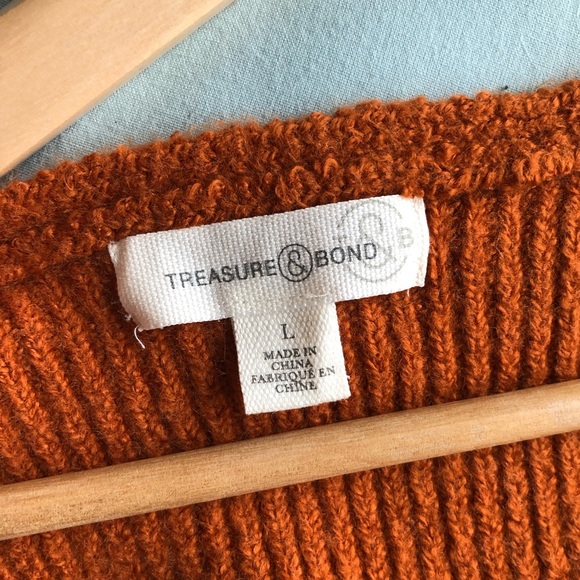 TREASURE & BOND
& B
L
MADE IN
CHINA
FABRIQUÉ EN
CHINE